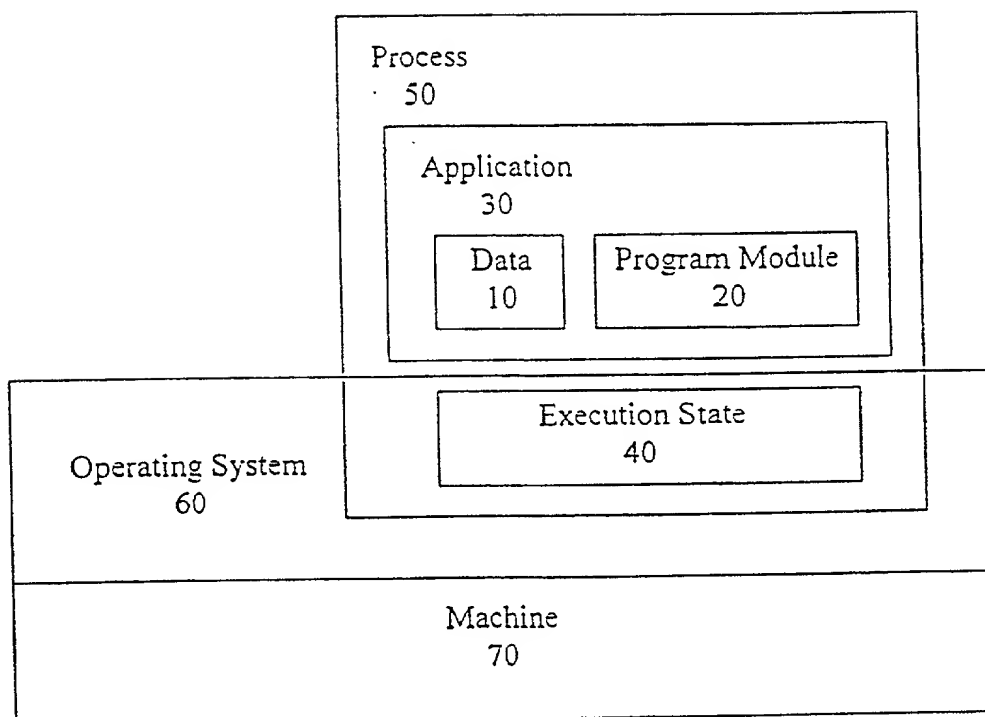 Process
50
Application
30
Data
10
Program Module
20
Execution State
40
Operating System
60
Machine
70